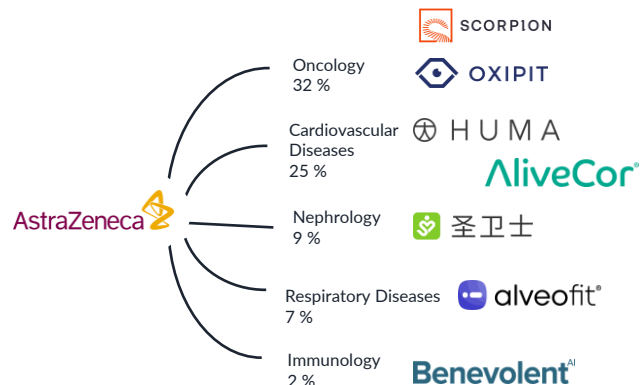 SCORPION
Oncology
32 %
OXIPIT
Cardiovascular
Diseases
25 %
HUMA
AliveCor®
AstraZeneca
Nephrology
9 %
圣卫士
Respiratory Diseases
7 %
alveofit®
Immunology
2 %
Benevolent AI